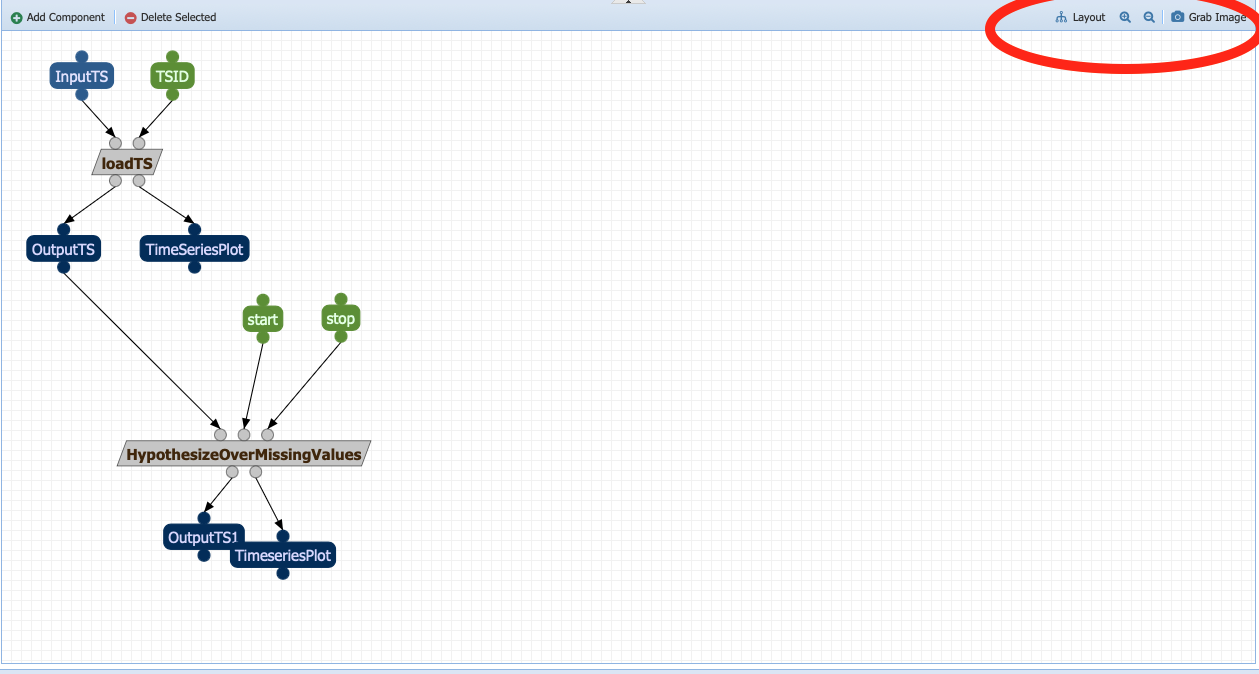 Add Component Delete Selected Layout Grab Image
InputTS TSID
loadTS
OutputTS TimeSeriesPlot
start stop
HypothesizeOverMissingValues
OutputTS1
TimeseriesPlot